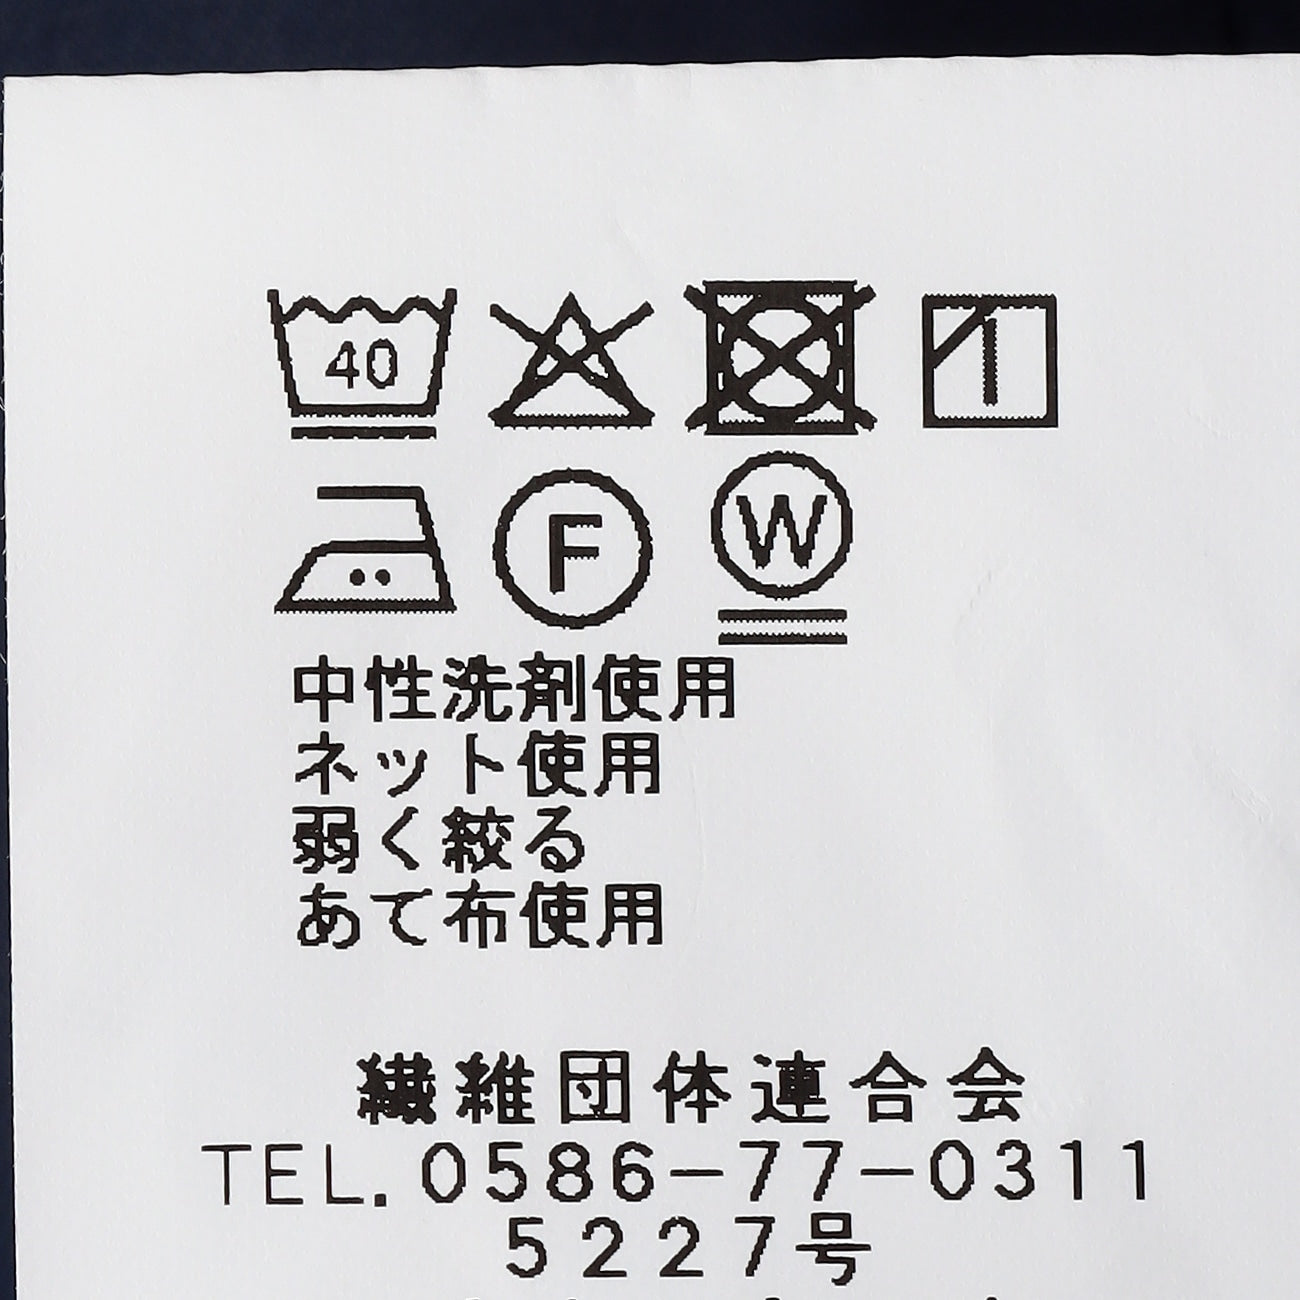 40
F W
中性洗剤使用
ネット使用
弱く絞る
あて布使用
繊維団体連合会
TEL.0586-77-0311
5227号